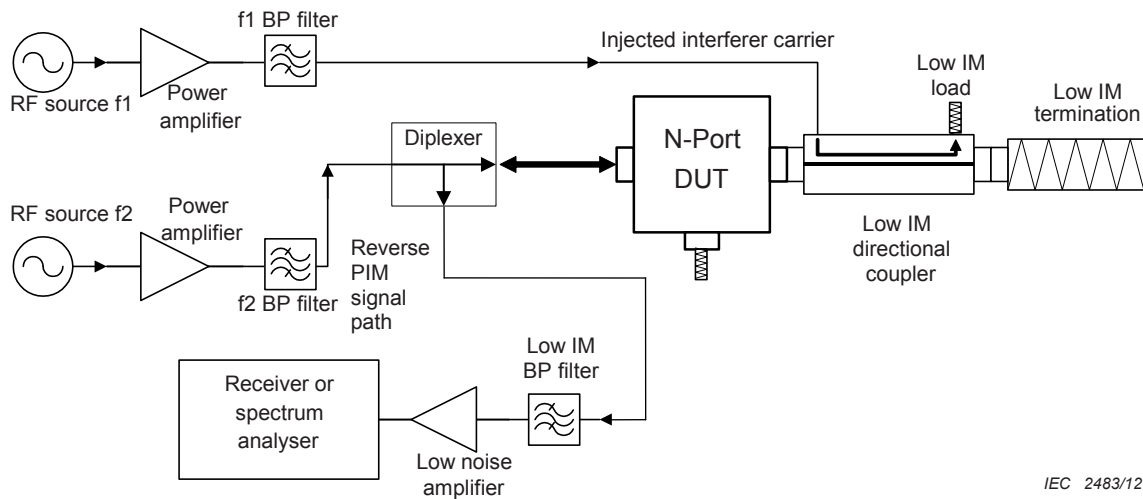 f1 BP filter
Injected interferer carrier
RF source f1
Power
amplifier
Low IM
load
Low IM
termination
Diplexer
N-Port
DUT
RF source f2
Power
amplifier
f2 BP filter
Reverse
PIM
signal
path
Low IM
directional
coupler
Low IM
BP filter
Receiver or
spectrum
analyser
Low noise
amplifier
IEC 2483/12